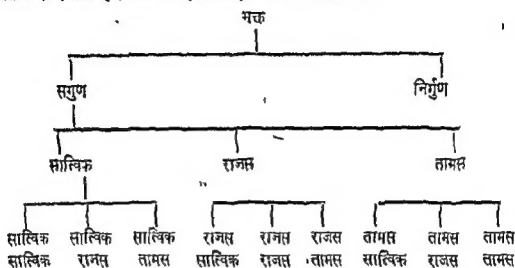 भक्त
सगुण निर्गुण
सात्विक राजस तामस
सात्विक सात्विक सात्विक राजस राजस राजस तामस तामस तामस
सात्विक राजस तामस सात्विक राजस तामस सात्विक राजस तामस